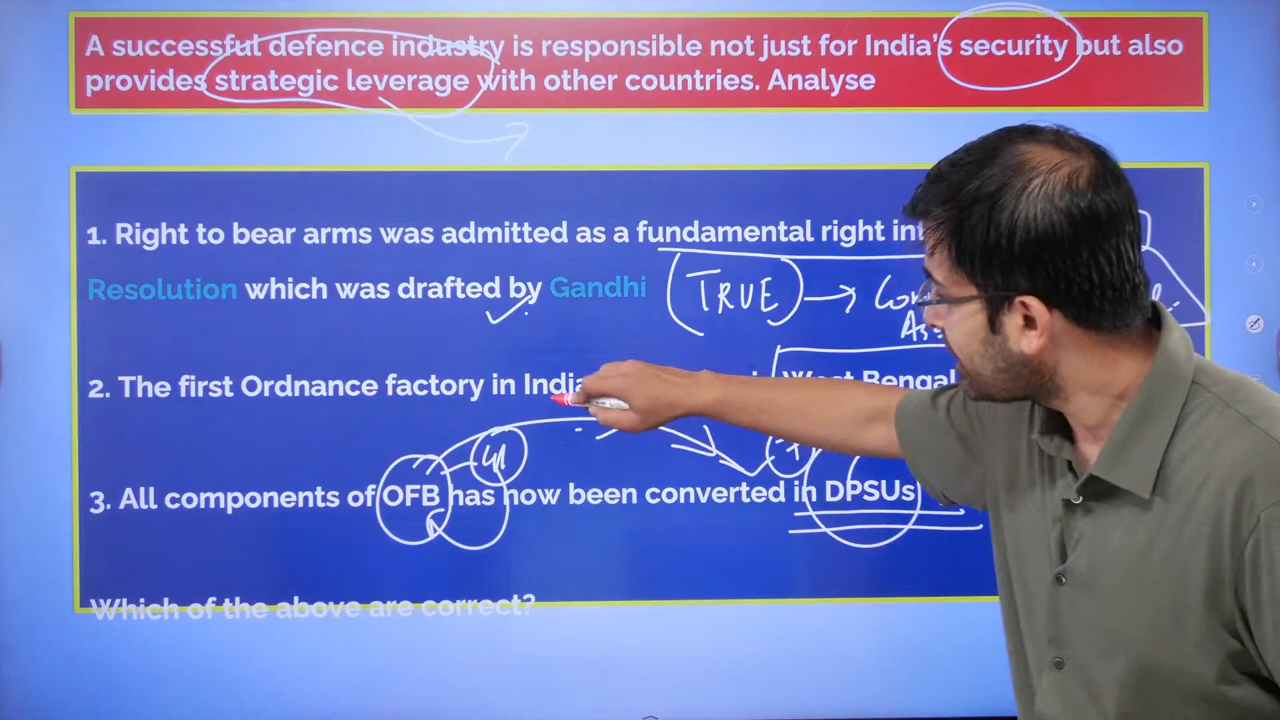 A successful defence industry is responsible not just for India's security but also
provides strategic leverage with other countries. Analyse
1. Right to bear arms was admitted as a fundamental right
Resolution which was drafted by Gandhi
(TRUE) →
2. The first Ordnance factory in India West Bengal
41
7
3. All components of OFB has now been converted in DPSUs
Which of the above are correct?